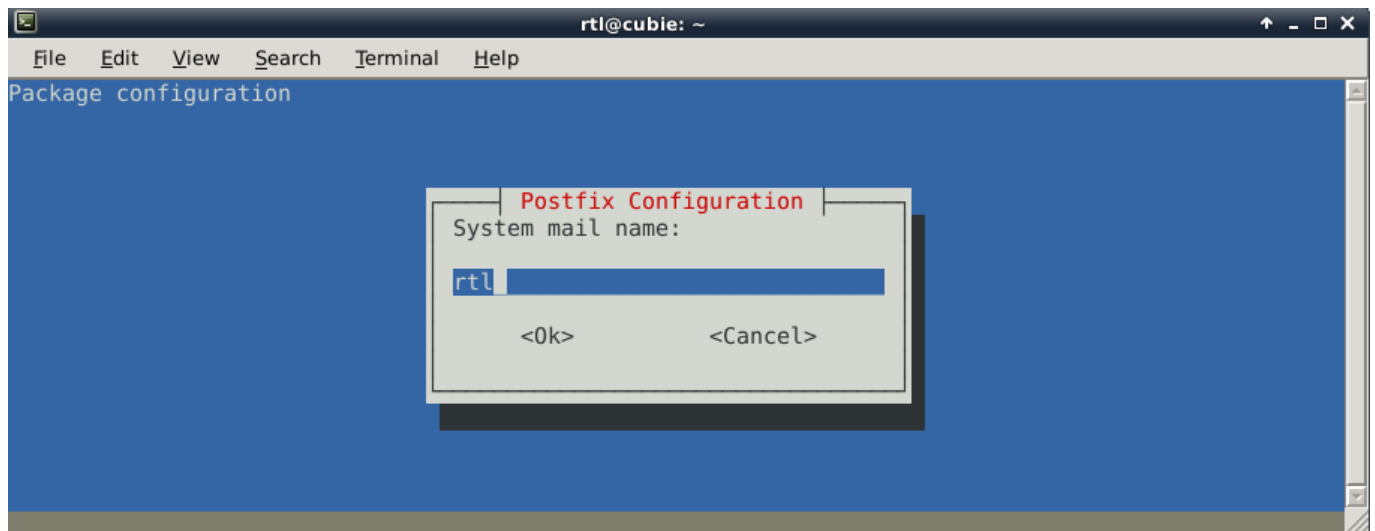 rtl@cubie: ~
File Edit View Search Terminal Help
Package configuration
Postfix Configuration
System mail name:
rtl
<Ok> <Cancel>